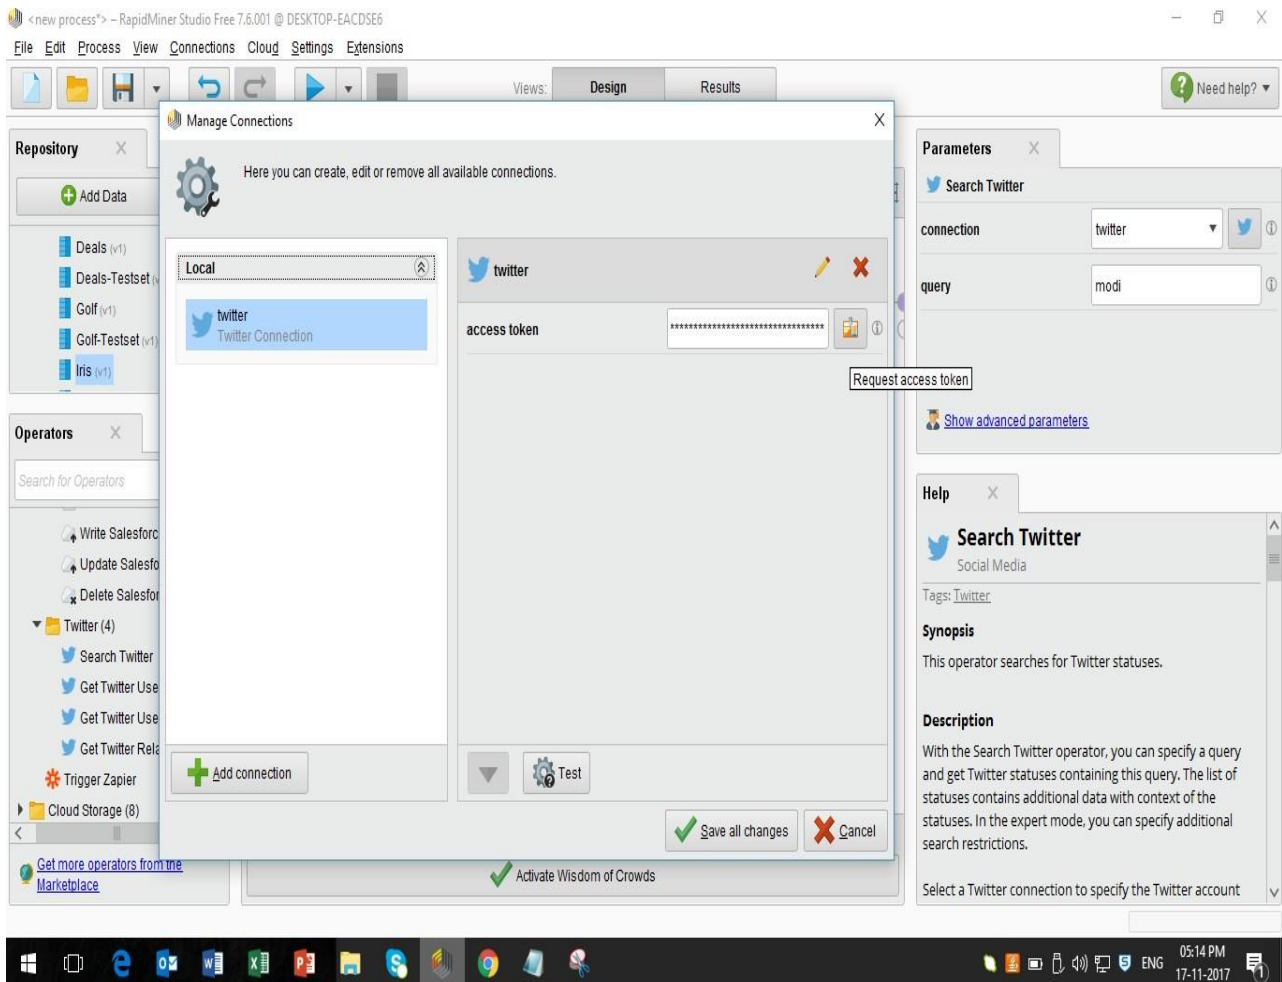 <new process*> – RapidMiner Studio Free 7.6.001 @ DESKTOP-EACDSE6
File Edit Process View Connections Cloud Settings Extensions
Views: Design Results
Need help?
Manage Connections
Here you can create, edit or remove all available connections.
Repository
Add Data
Deals (v1)
Deals-Testset
Golf (v1)
Golf-Testset (v1)
Iris (v1)
Operators
Search for Operators
Write Salesforc
Update Salesfo
Delete Salesfor
Twitter (4)
Search Twitter
Get Twitter Use
Get Twitter Use
Get Twitter Rela
Trigger Zapier
Cloud Storage (8)
Get more operators from the
Marketplace
Local
twitter
Twitter Connection
Add connection
twitter
access token
*********************************
Request access token
Test
Save all changes
Cancel
Activate Wisdom of Crowds
Parameters
Search Twitter
connection twitter
query modi
Show advanced parameters
Help
Search Twitter
Social Media
Tags: Twitter
Synopsis
This operator searches for Twitter statuses.
Description
With the Search Twitter operator, you can specify a query
and get Twitter statuses containing this query. The list of
statuses contains additional data with context of the
statuses. In the expert mode, you can specify additional
search restrictions.
Select a Twitter connection to specify the Twitter account
ENG
05:14 PM
17-11-2017